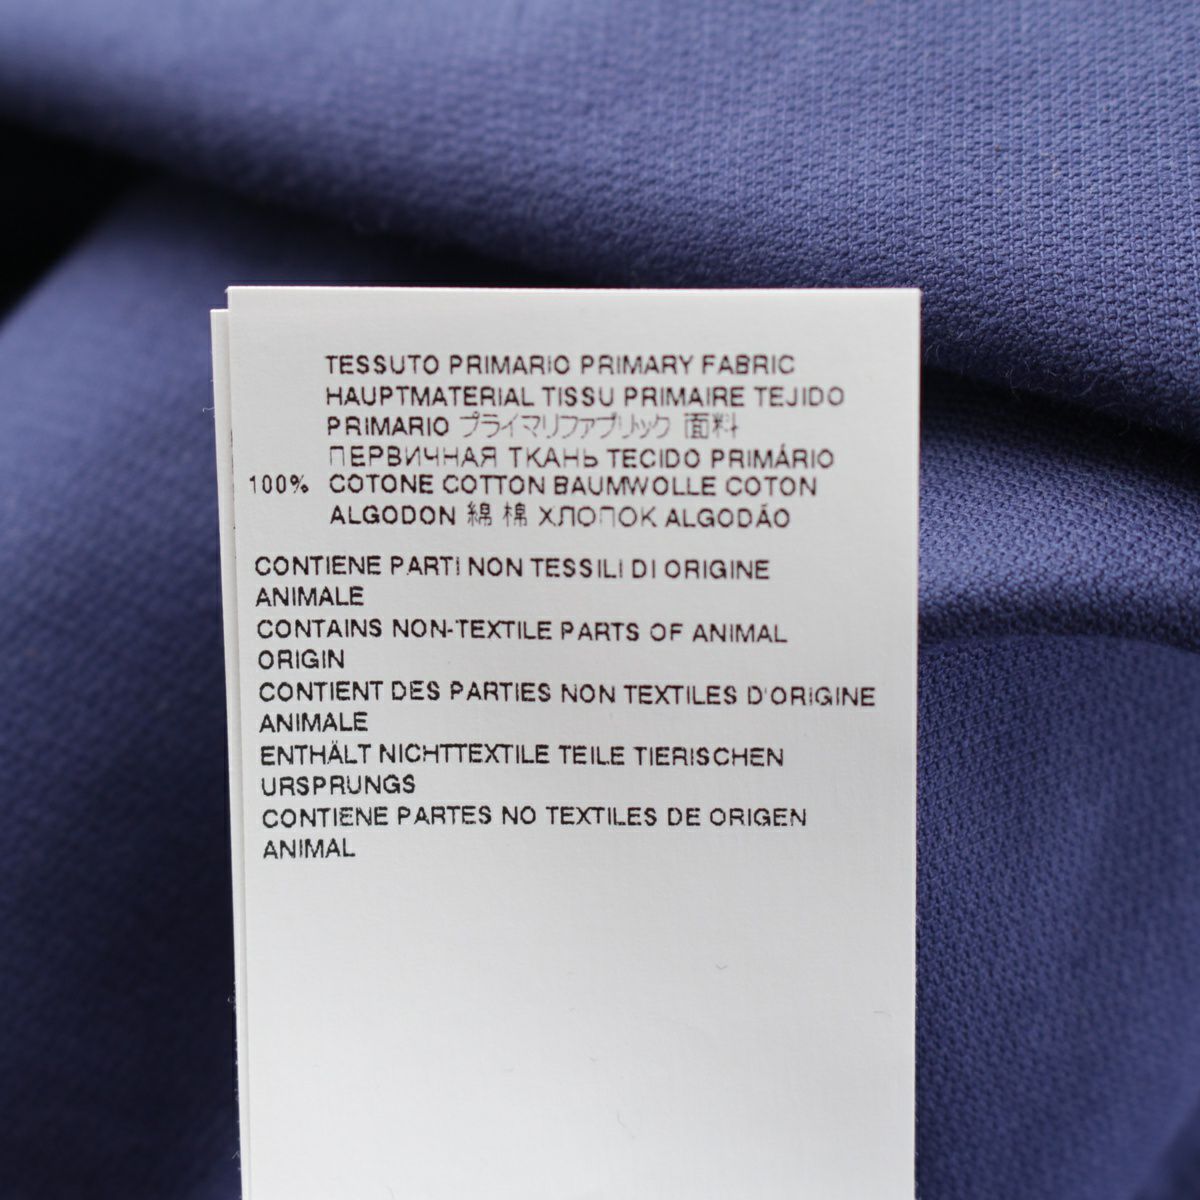 TESSUTO PRIMARIO PRIMARY FABRIC
HAUPTMATERIAL TISSU PRIMAIRE TEJIDO
PRIMARIO プライマリファブリック 面料
ПЕРВИЧНАЯ ТКАНЬ TECIDO PRIMÁRIO
100% COTONE COTTON BAUMWOLLE COTON
ALGODON 綿 棉 ХЛОПОК ALGODÃO
CONTIENE PARTI NON TESSILI DI ORIGINE
ANIMALE
CONTAINS NON-TEXTILE PARTS OF ANIMAL
ORIGIN
CONTIENT DES PARTIES NON TEXTILES D'ORIGINE
ANIMALE
ENTHÄLT NICHTTEXTILE TEILE TIERISCHEN
URSPRUNGS
CONTIENE PARTES NO TEXTILES DE ORIGEN
ANIMAL